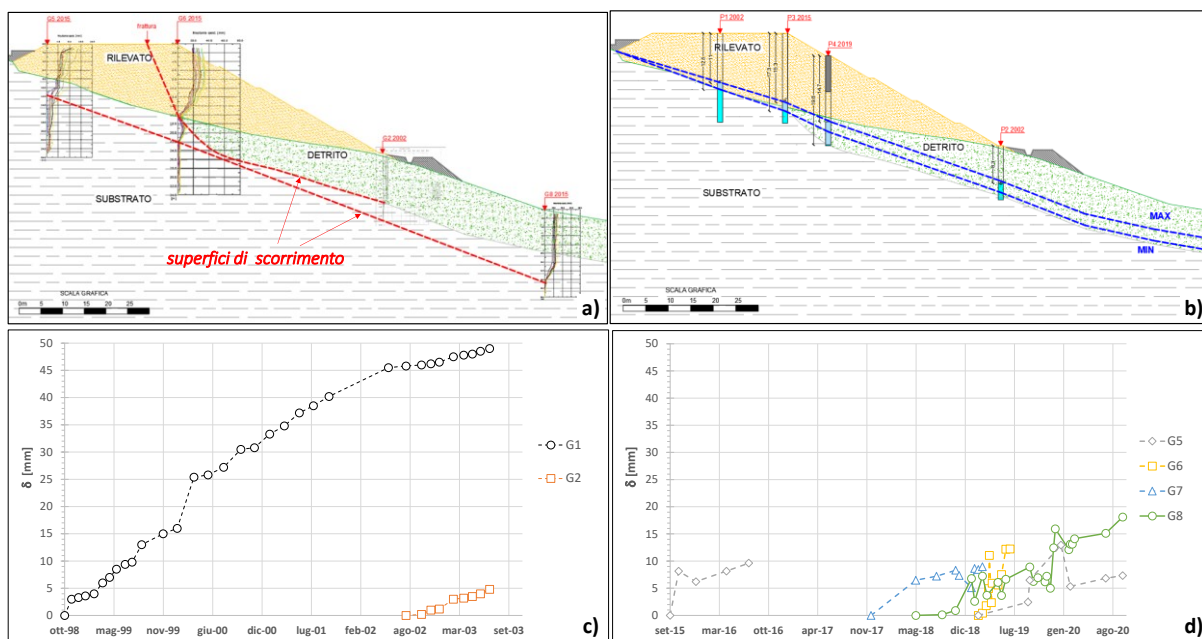 G5 2015
frattura
G6 2015
RILEVATO
G2 2002
DETRITO
SUBSTRATO
G8 2015
superfici di scorrimento
SCALA GRAFICA
0m 5 10 15 20 25
a)
P1 2002
P3 2015
RILEVATO
P4 2019
P2 2002
DETRITO
SUBSTRATO
MAX
MIN
SCALA GRAFICA
0m 5 10 15 20 25
b)
50
45
40
35
30
25
20
15
10
5
0
δ [mm]
G1
G2
ott-98 mag-99 nov-99 giu-00 dic-00 lug-01 feb-02 ago-02 mar-03 set-03
c)
50
45
40
35
30
25
20
15
10
5
0
δ [mm]
G5
G6
G7
G8
set-15 mar-16 ott-16 apr-17 nov-17 mag-18 dic-18 lug-19 gen-20 ago-20
d)